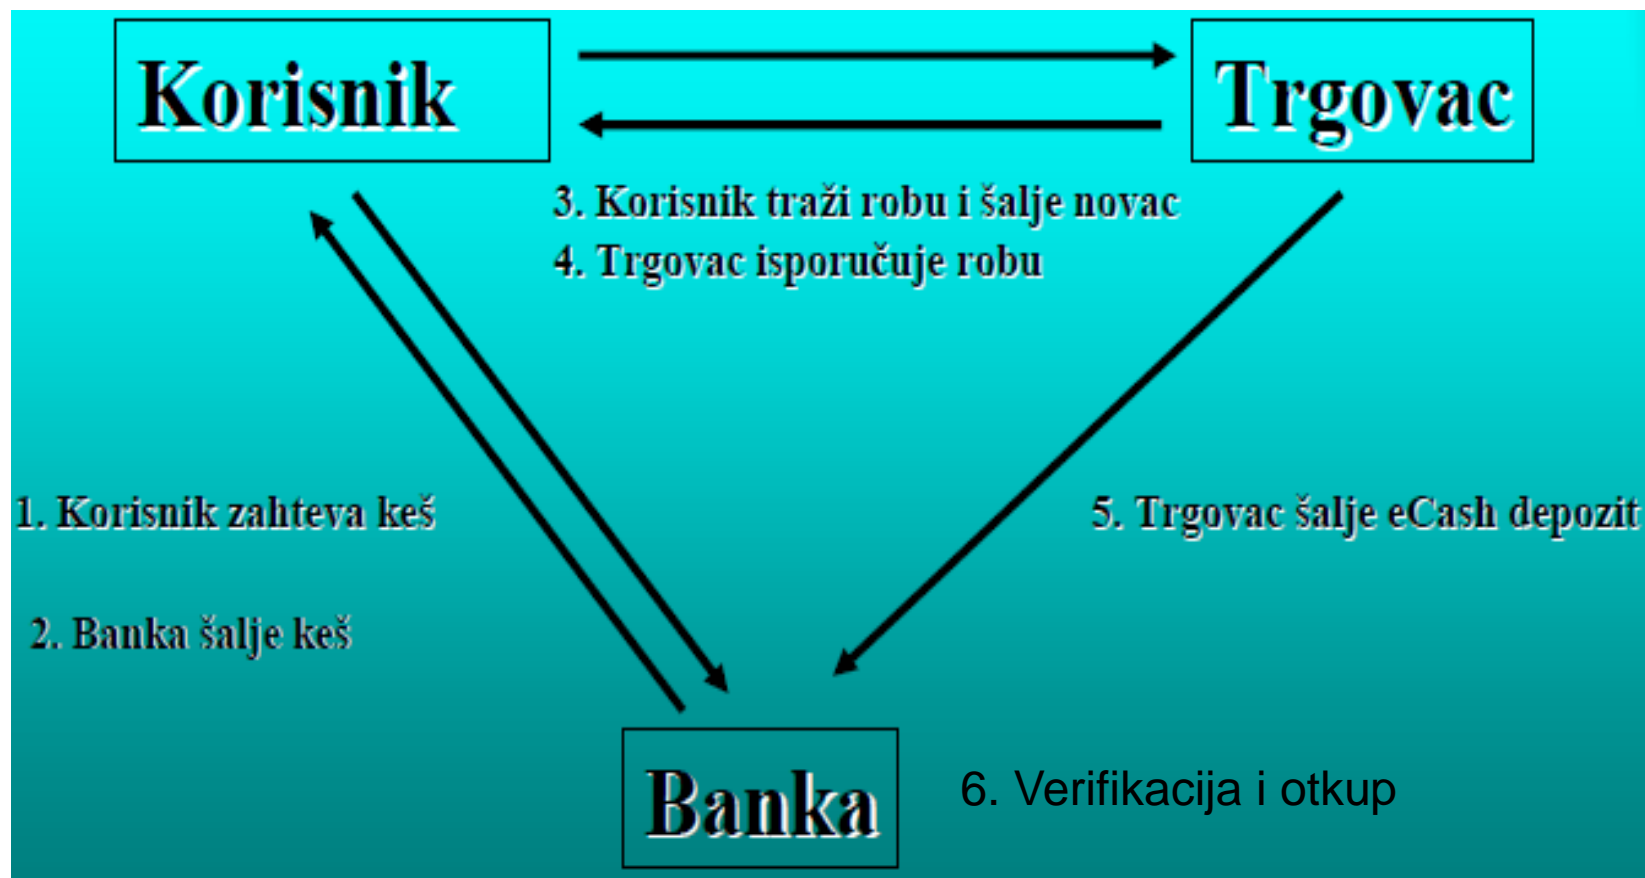 Korisnik
Trgovac
3. Korisnik traži robu i šalje novac
4. Trgovac isporučuje robu
1. Korisnik zahteva keš
5. Trgovac šalje eCash depozit
2. Banka šalje keš
Banka
6. Verifikacija i otkup